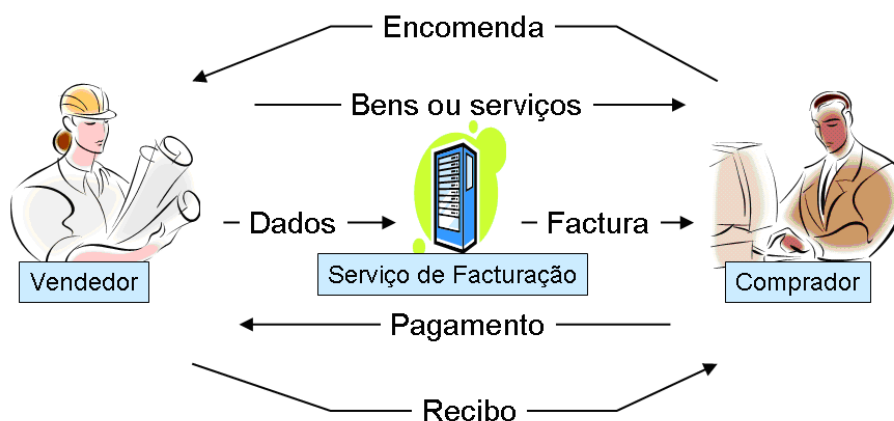 Encomenda
Bens ou serviços
Dados
Factura
Vendedor
Serviço de Facturação
Comprador
Pagamento
Recibo